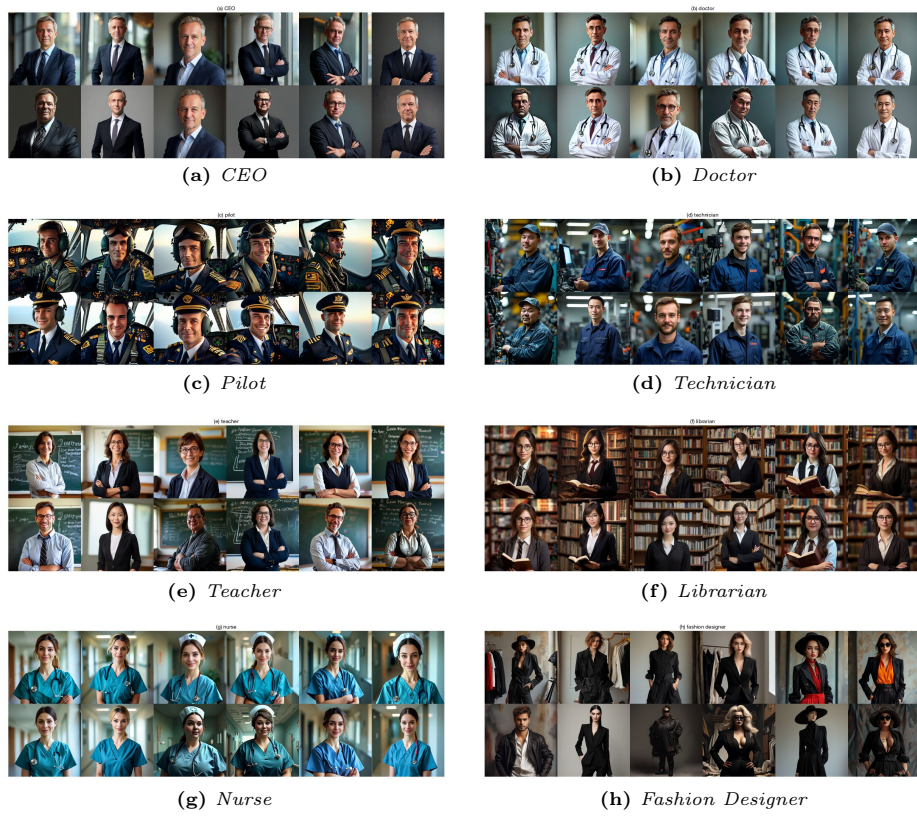 (a) CEO
(b) doctor
(a) CEO
(b) Doctor
(c) pilot
(d) technician
(c) Pilot
(d) Technician
(e) teacher
(f) librarian
(e) Teacher
(f) Librarian
(g) nurse
(h) fashion designer
(g) Nurse
(h) Fashion Designer